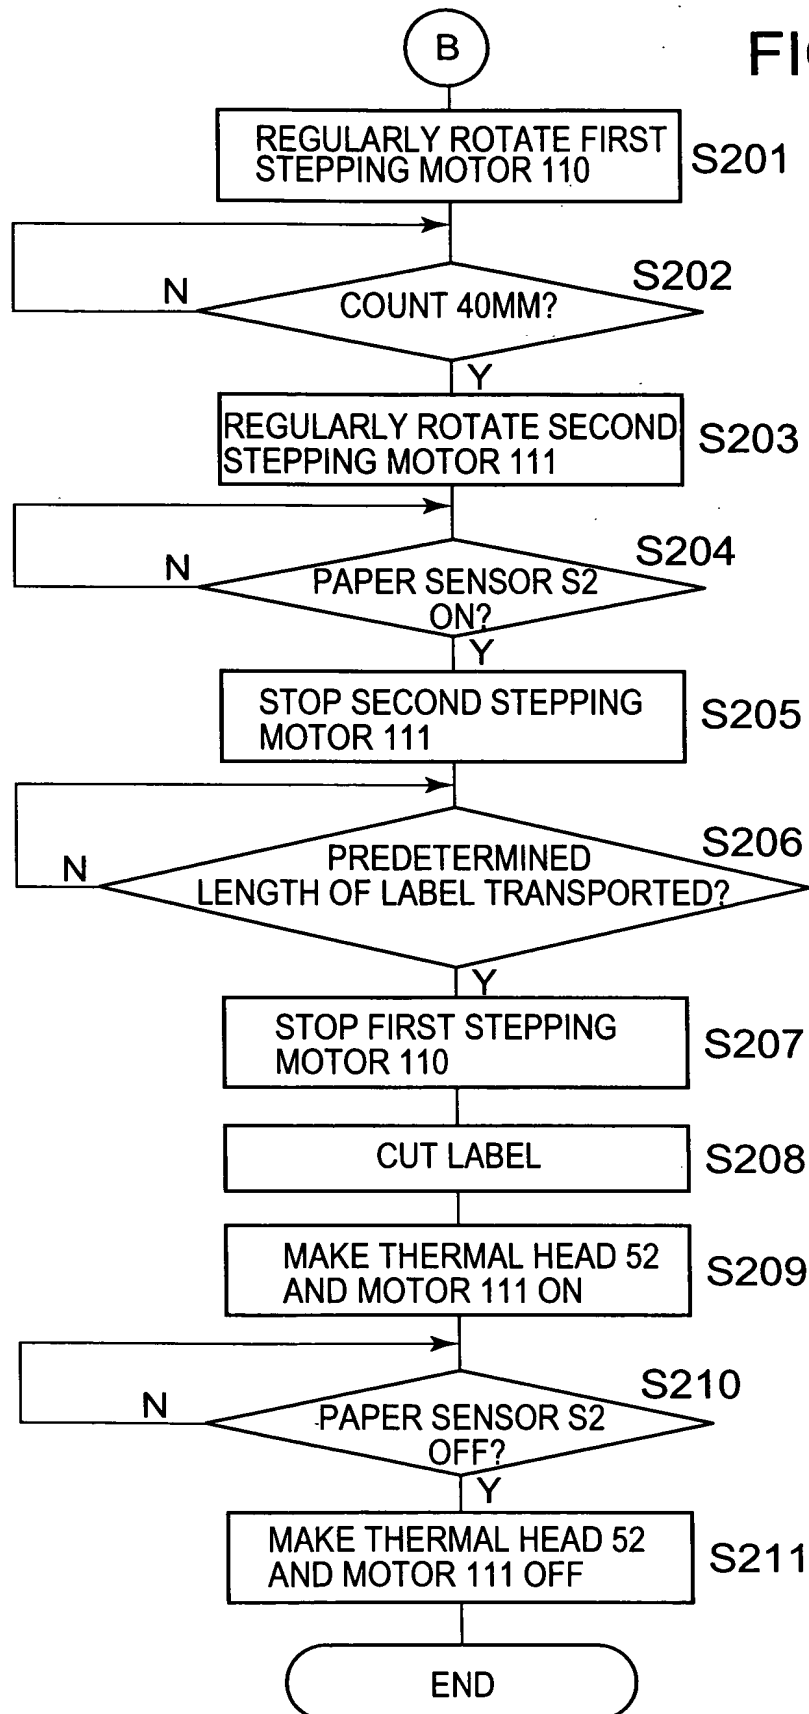 B
FIG
REGULARLY ROTATE FIRST
STEPPING MOTOR 110
S201
S202
N
COUNT 40MM?
Y
REGULARLY ROTATE SECOND
STEPPING MOTOR 111
S203
S204
N
PAPER SENSOR S2
ON?
Y
STOP SECOND STEPPING
MOTOR 111
S205
S206
N
PREDETERMINED
LENGTH OF LABEL TRANSPORTED?
Y
STOP FIRST STEPPING
MOTOR 110
S207
CUT LABEL
S208
MAKE THERMAL HEAD 52
AND MOTOR 111 ON
S209
S210
N
PAPER SENSOR S2
OFF?
Y
MAKE THERMAL HEAD 52
AND MOTOR 111 OFF
S211
END